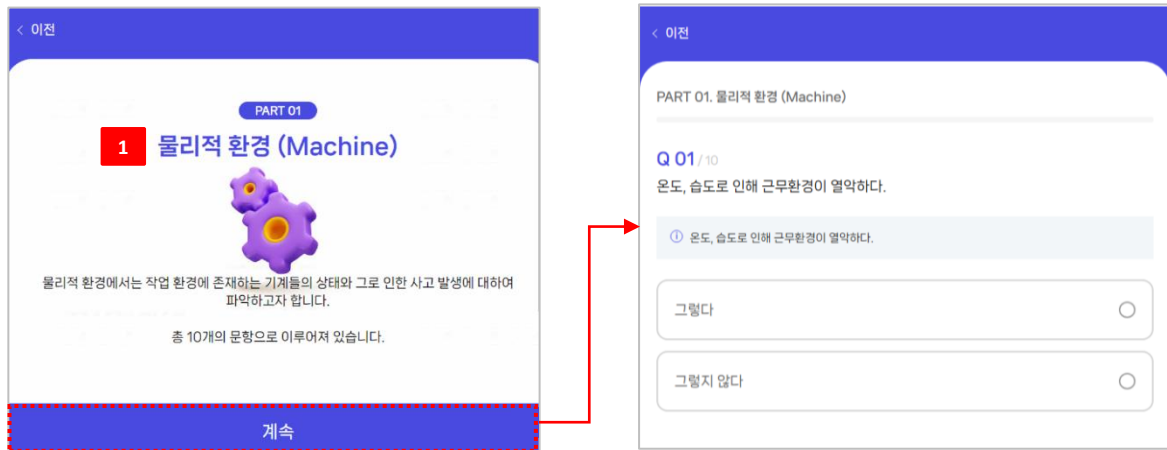 < 이전
PART 01
1
물리적 환경 (Machine)
물리적 환경에서는 작업 환경에 존재하는 기계들의 상태와 그로 인한 사고 발생에 대하여
파악하고자 합니다.
총 10개의 문항으로 이루어져 있습니다.
계속
< 이전
PART 01. 물리적 환경 (Machine)
Q 01 / 10
온도, 습도로 인해 근무환경이 열악하다.
온도, 습도로 인해 근무환경이 열악하다.
그렇다
그렇지 않다